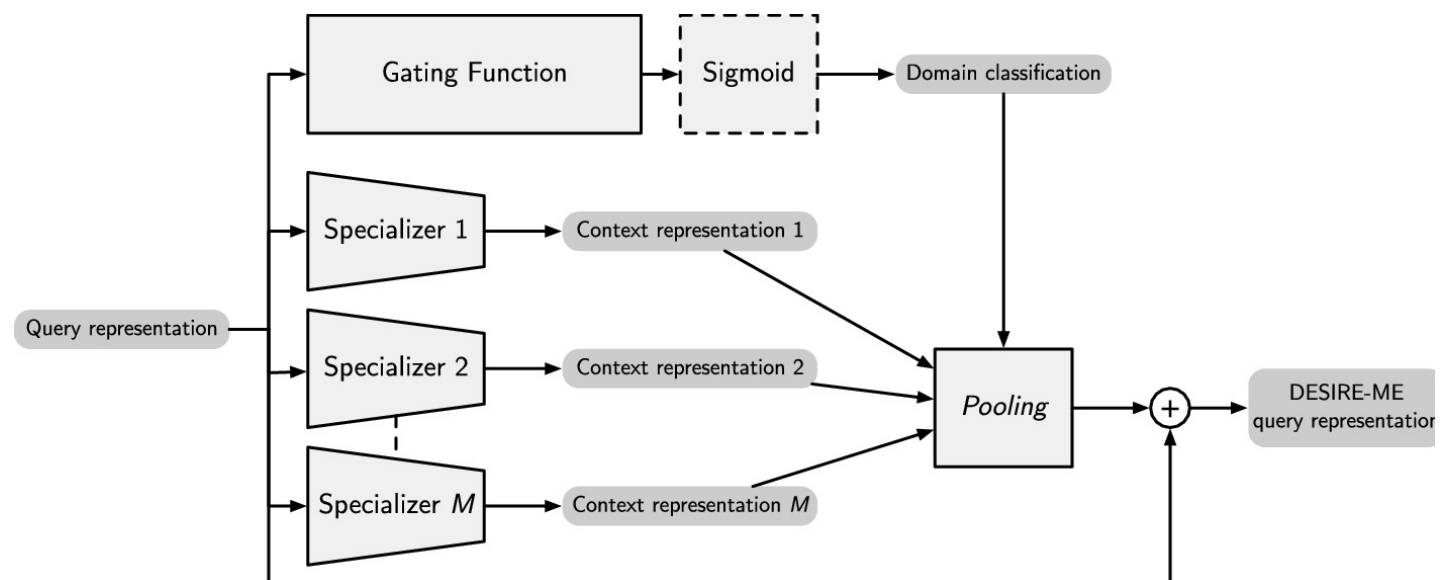 Gating Function
Sigmoid
Domain classification
Specializer 1
Context representation 1
Query representation
Specializer 2
Context representation 2
Pooling
+
DESIRE-ME
query representation
Specializer M
Context representation M